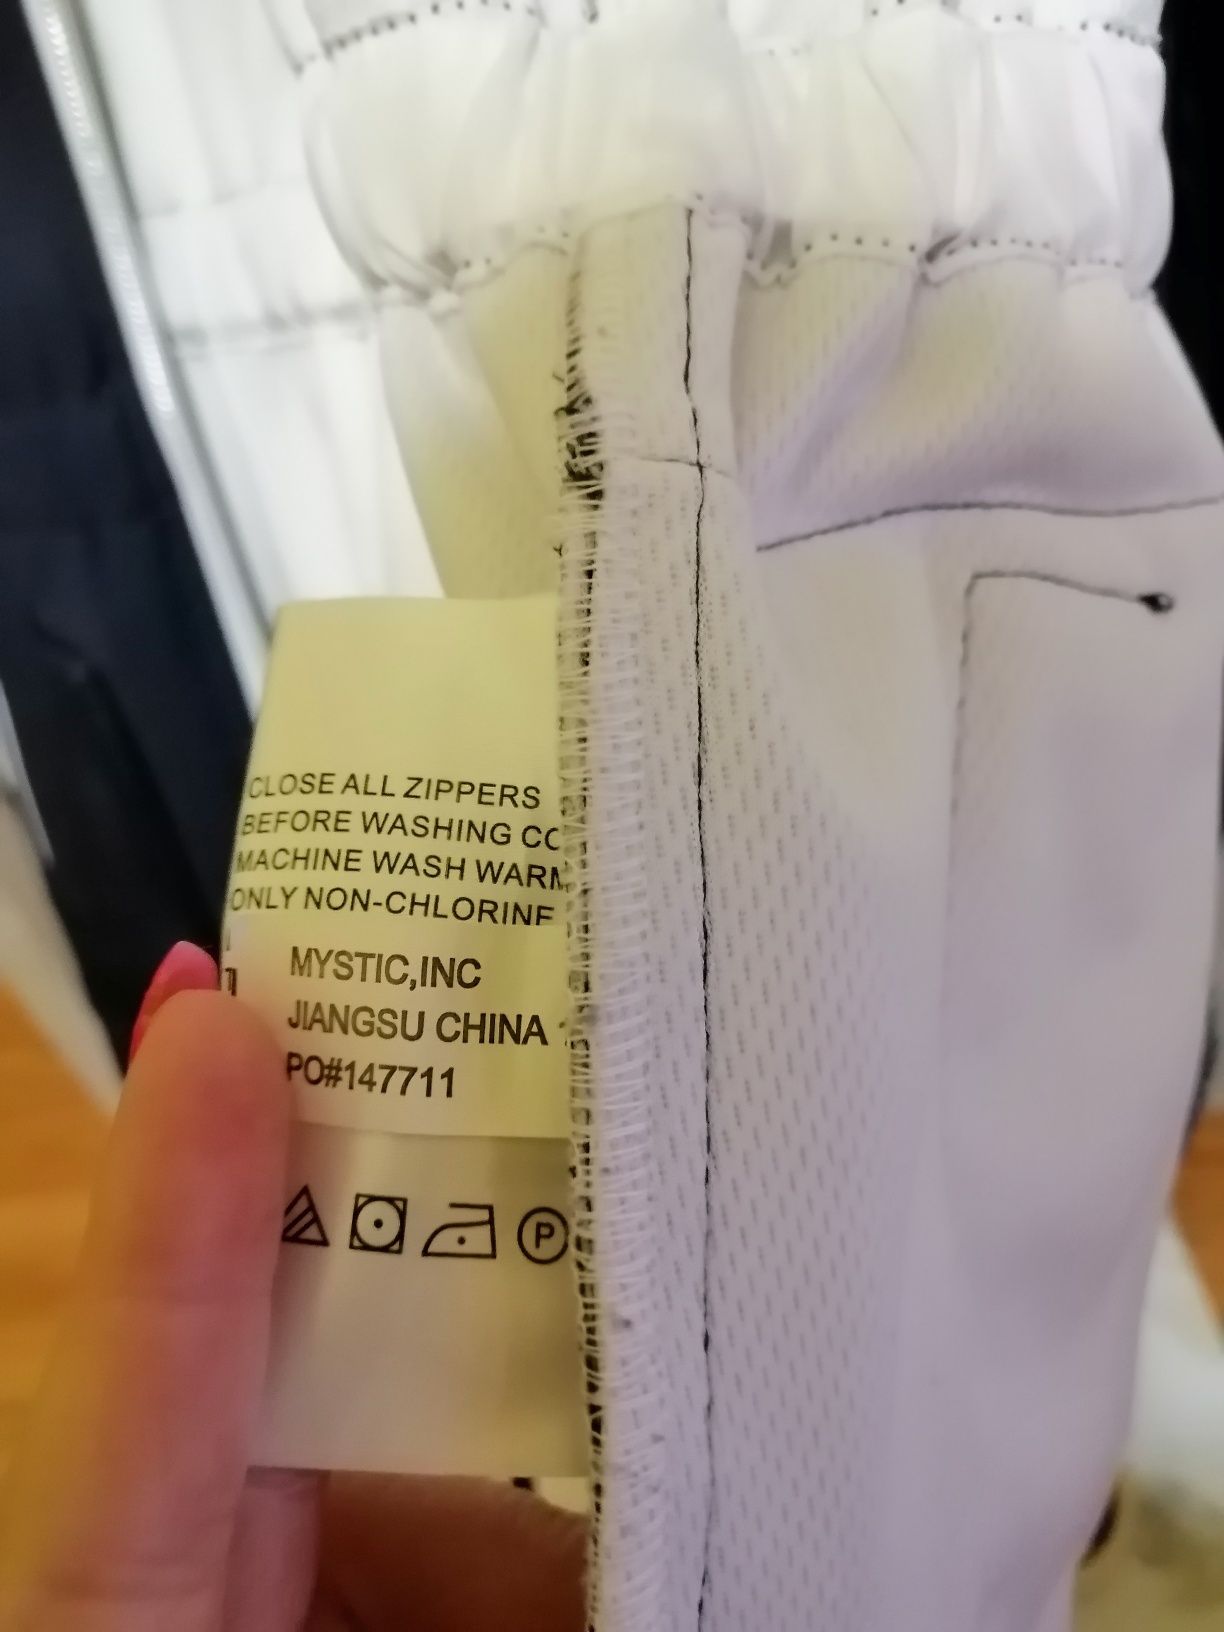 CLOSE ALL ZIPPERS
BEFORE WASHING
MACHINE WASH WARM
ONLY NON-CHLORINE
MYSTIC,INC
JIANGSU CHINA
PO#147711
P